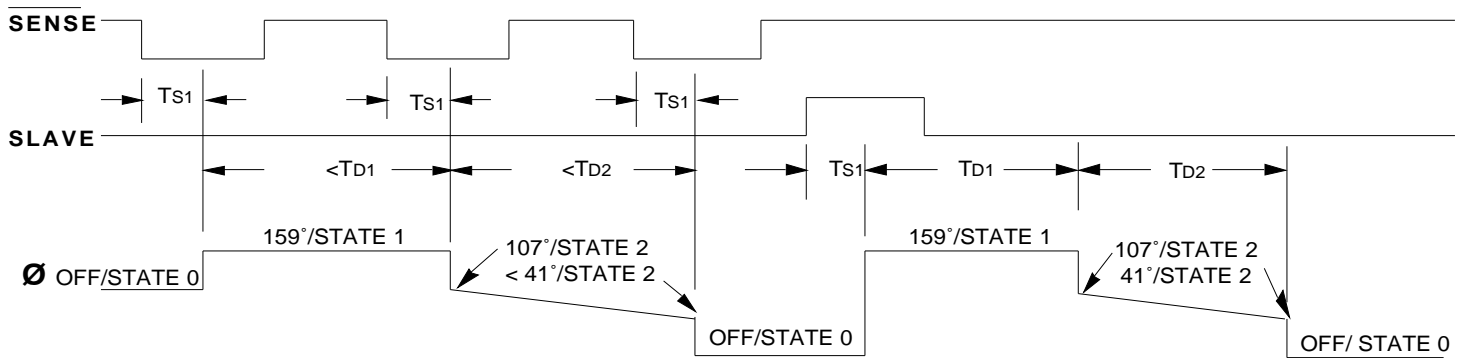 SENSE
TS1 TS1 TS1
SLAVE
<TD1 <TD2 TS1 TD1 TD2
159°/STATE 1 159°/STATE 1
107°/STATE 2 107°/STATE 2
Ø OFF/STATE 0 < 41°/STATE 2 41°/STATE 2
OFF/STATE 0 OFF/ STATE 0